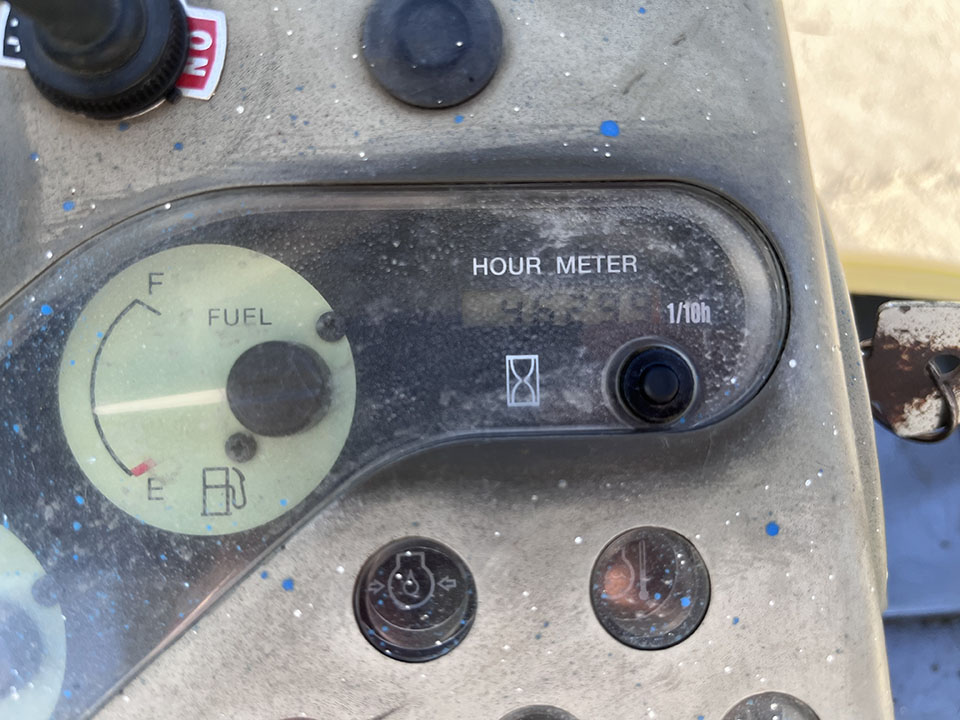 ON
HOUR METER
1/10h
F
FUEL
E